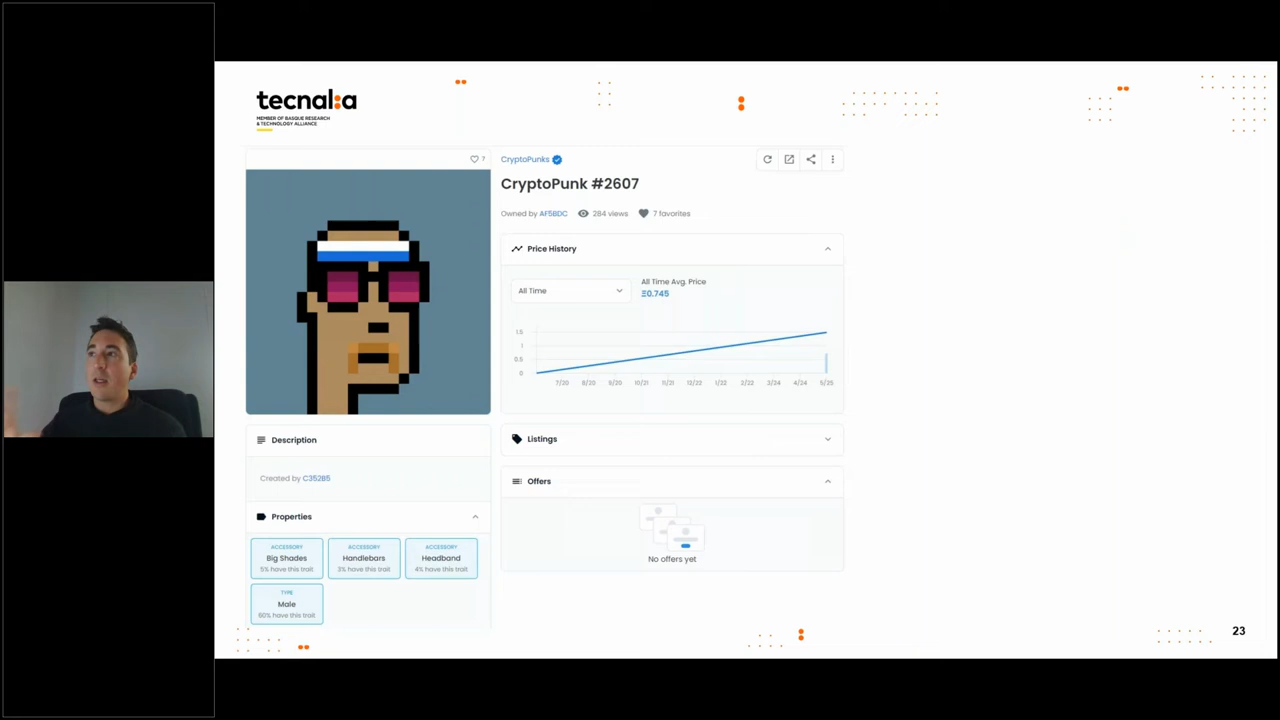 tecnal:a
MEMBER OF BASQUE RESEARCH
& TECHNOLOGY ALLIANCE
7
CryptoPunks
CryptoPunk #2607
Owned by AF5BDC 284 views 7 favorites
Price History
All Time
All Time Avg. Price
Ξ0.745
1.5
1
0.5
0
7/20 8/20 9/20 10/21 11/21 12/22 1/22 2/22 3/24 4/24 5/25
Listings
Offers
No offers yet
Description
Created by C352B5
Properties
ACCESSORY
Big Shades
5% have this trait
ACCESSORY
Handlebars
3% have this trait
ACCESSORY
Headband
4% have this trait
TYPE
Male
60% have this trait
23